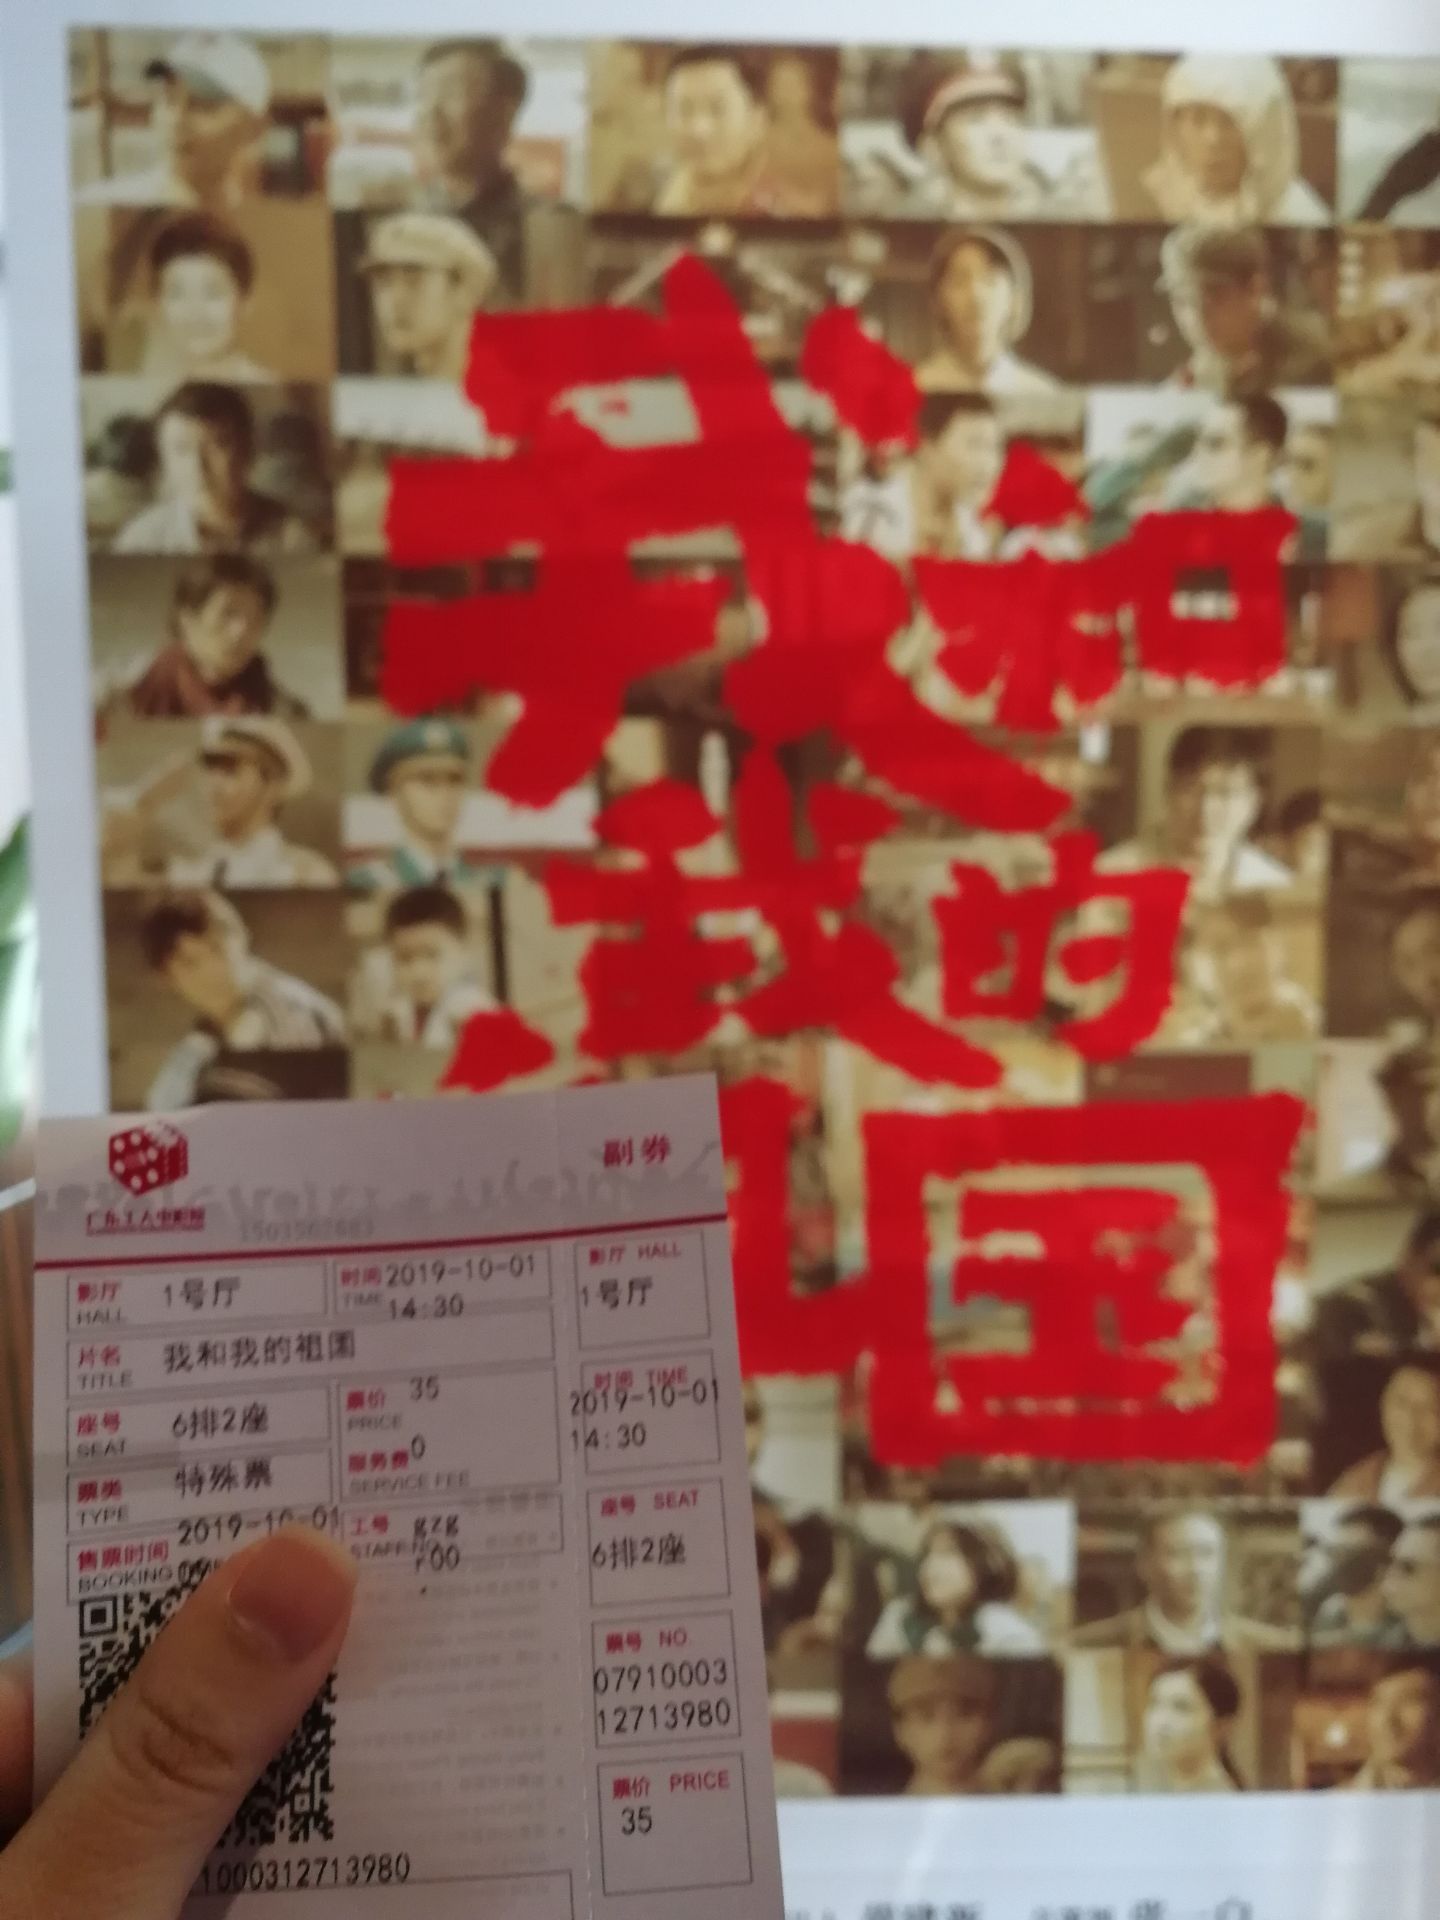 我和
我的
国
副券
影厅 HALL 1号厅
时间 TIME 2019-10-01 14:30
片名 TITLE 我和我的祖国
座号 SEAT 6排2座
票价 PRICE 35
服务费 SERVICE FEE 0
票类 TYPE 特殊票
售票时间 BOOKING 2019-10-01
工号 STAFF NO gzg
r00
1000312713980
影厅 HALL
1号厅
时间 TIME
2019-10-01
14:30
座号 SEAT
6排2座
票号 NO.
07910003
12713980
票价 PRICE
35